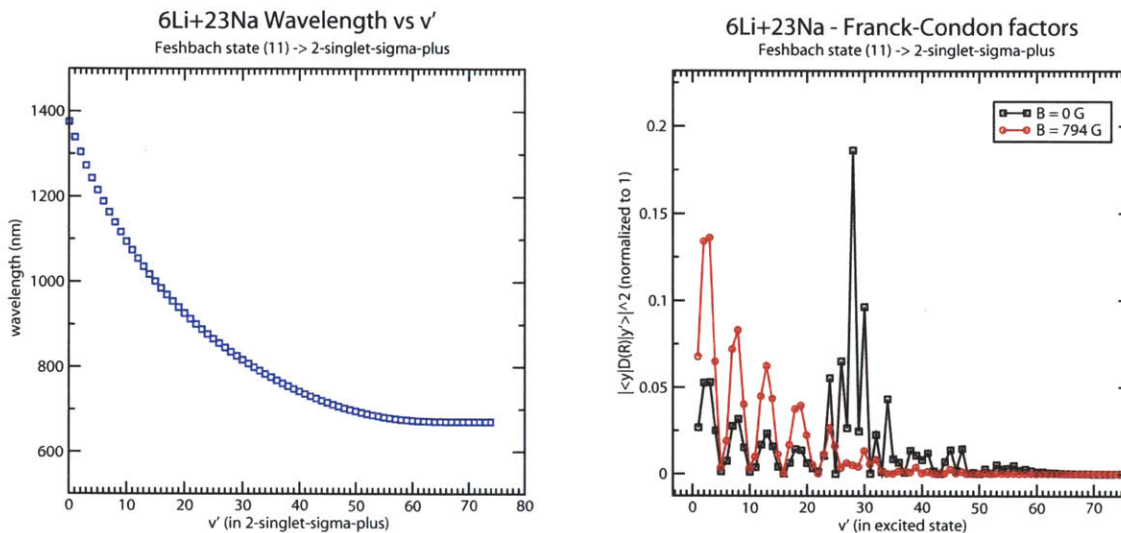 6Li+23Na Wavelength vs v'
Feshbach state (11) -> 2-singlet-sigma-plus
1400
1200
1000
800
600
wavelength (nm)
0 10 20 30 40 50 60 70 80
v' (in 2-singlet-sigma-plus)
6Li+23Na - Franck-Condon factors
Feshbach state (11) -> 2-singlet-sigma-plus
B = 0 G
B = 794 G
0.2
0.15
0.1
0.05
0
|<y|D(R)|y'>|^2 (normalized to 1)
0 10 20 30 40 50 60 70
v' (in excited state)